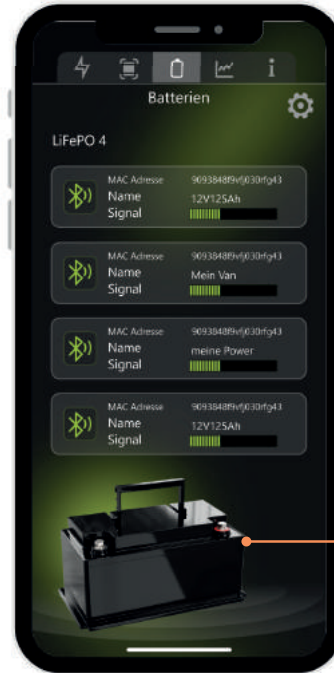 Batterien
LiFePO 4
MAC Adresse 9093848f9vfj030rfg43
Name 12V125Ah
Signal
MAC Adresse 9093848f9vfj030rfg43
Name Mein Van
Signal
MAC Adresse 9093848f9vfj030rfg43
Name meine Power
Signal
MAC Adresse 9093848f9vfj030rfg43
Name 12V125Ah
Signal